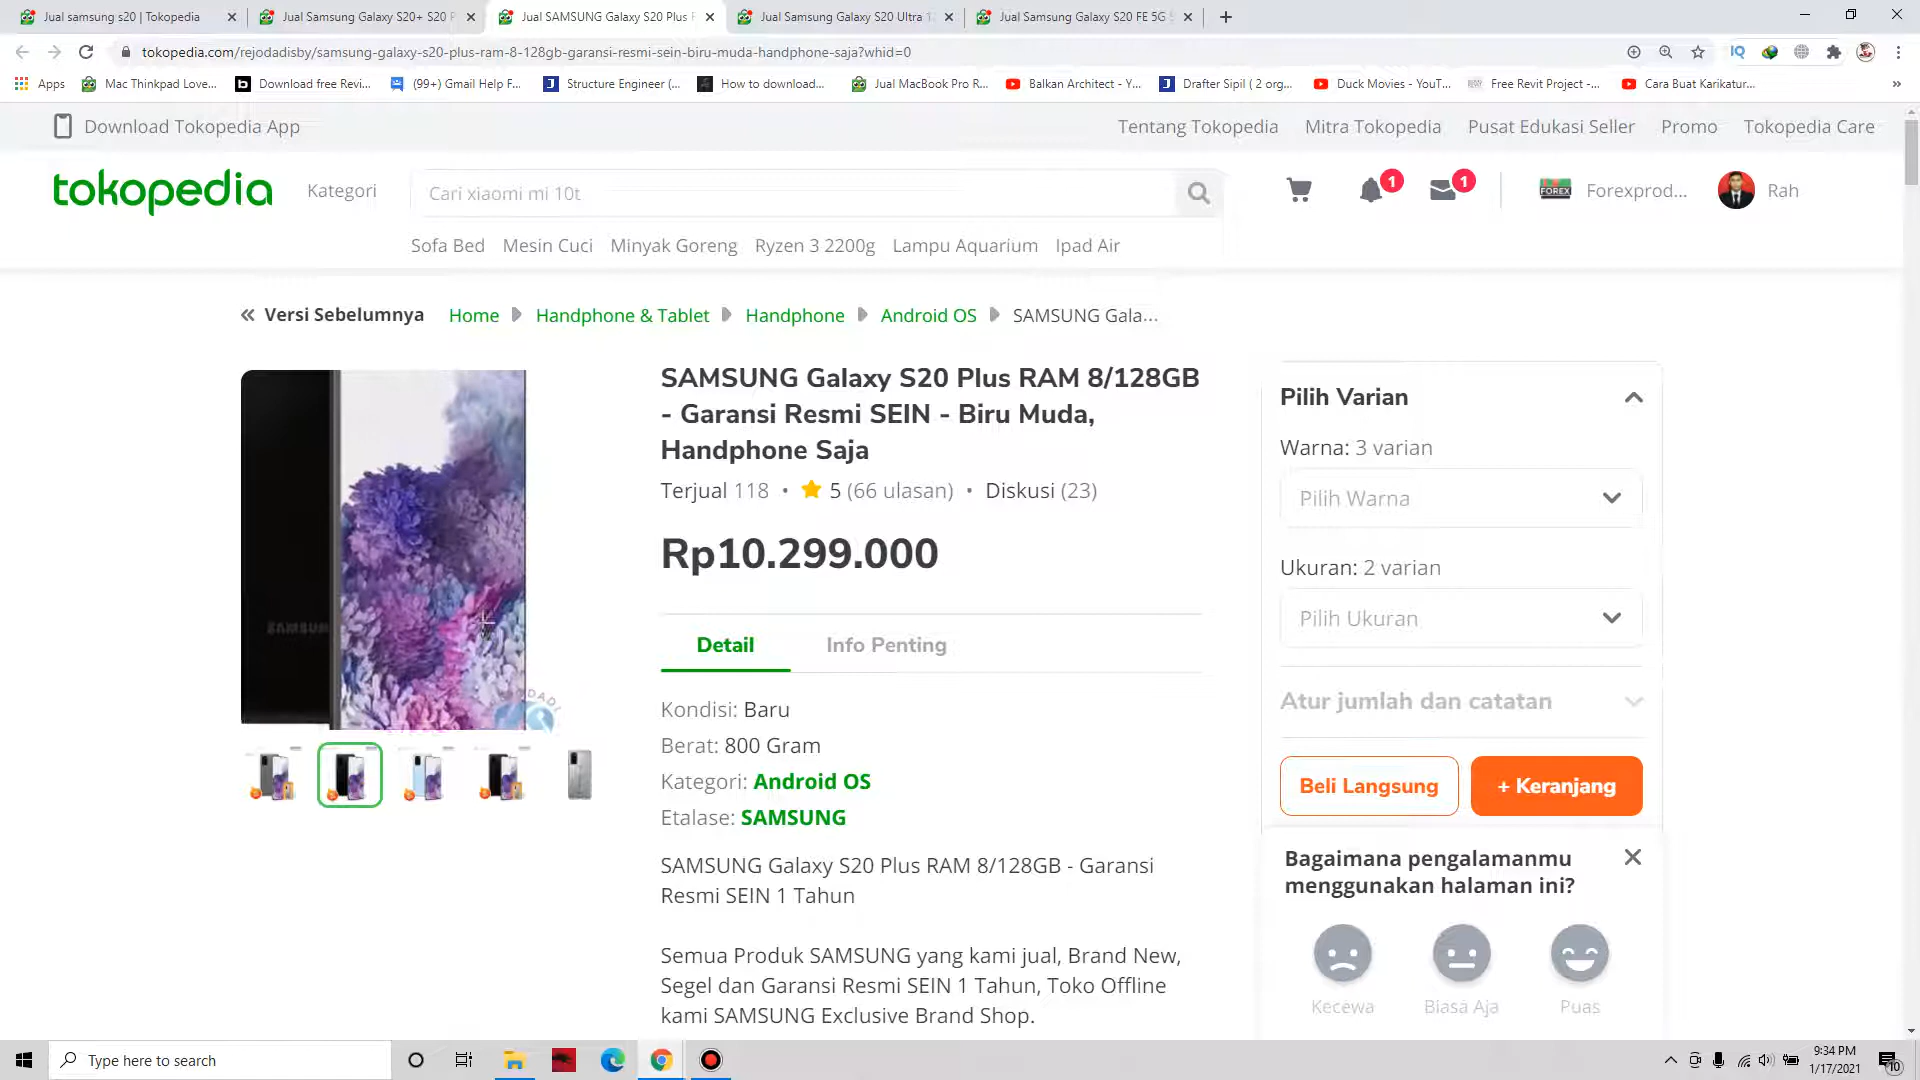 Jual samsung s20 | Tokopedia
Jual Samsung Galaxy S20+ S20 P
Jual SAMSUNG Galaxy S20 Plus F
Jual Samsung Galaxy S20 Ultra 1
Jual Samsung Galaxy S20 FE 5G S
tokopedia.com/rejodadisby/samsung-galaxy-s20-plus-ram-8-128gb-garansi-resmi-sein-biru-muda-handphone-saja?whid=0
IQ
Apps
Mac Thinkpad Love...
Download free Revi...
(99+) Gmail Help F...
Structure Engineer (...
How to download...
Jual MacBook Pro R...
Balkan Architect - Y...
Drafter Sipil ( 2 org...
Duck Movies - YouT...
Free Revit Project -...
Cara Buat Karikatur...
»
Download Tokopedia App
Tentang Tokopedia
Mitra Tokopedia
Pusat Edukasi Seller
Promo
Tokopedia Care
tokopedia
Kategori
Cari xiaomi mi 10t
1
1
FOREX
Forexprod...
Rah
Sofa Bed
Mesin Cuci
Minyak Goreng
Ryzen 3 2200g
Lampu Aquarium
Ipad Air
« Versi Sebelumnya
Home
Handphone & Tablet
Handphone
Android OS
SAMSUNG Gala...
SAMSUNG
SAMSUNG Galaxy S20 Plus RAM 8/128GB
- Garansi Resmi SEIN - Biru Muda,
Handphone Saja
Terjual 118 • 5 (66 ulasan) • Diskusi (23)
Rp10.299.000
Detail
Info Penting
Kondisi: Baru
Berat: 800 Gram
Kategori: Android OS
Etalase: SAMSUNG
SAMSUNG Galaxy S20 Plus RAM 8/128GB - Garansi
Resmi SEIN 1 Tahun
Semua Produk SAMSUNG yang kami jual, Brand New,
Segel dan Garansi Resmi SEIN 1 Tahun, Toko Offline
kami SAMSUNG Exclusive Brand Shop.
Pilih Varian
Warna: 3 varian
Pilih Warna
Ukuran: 2 varian
Pilih Ukuran
Atur jumlah dan catatan
Beli Langsung
+ Keranjang
Bagaimana pengalamanmu
menggunakan halaman ini?
Kecewa
Biasa Aja
Puas
Type here to search
9:34 PM
1/17/2021
10